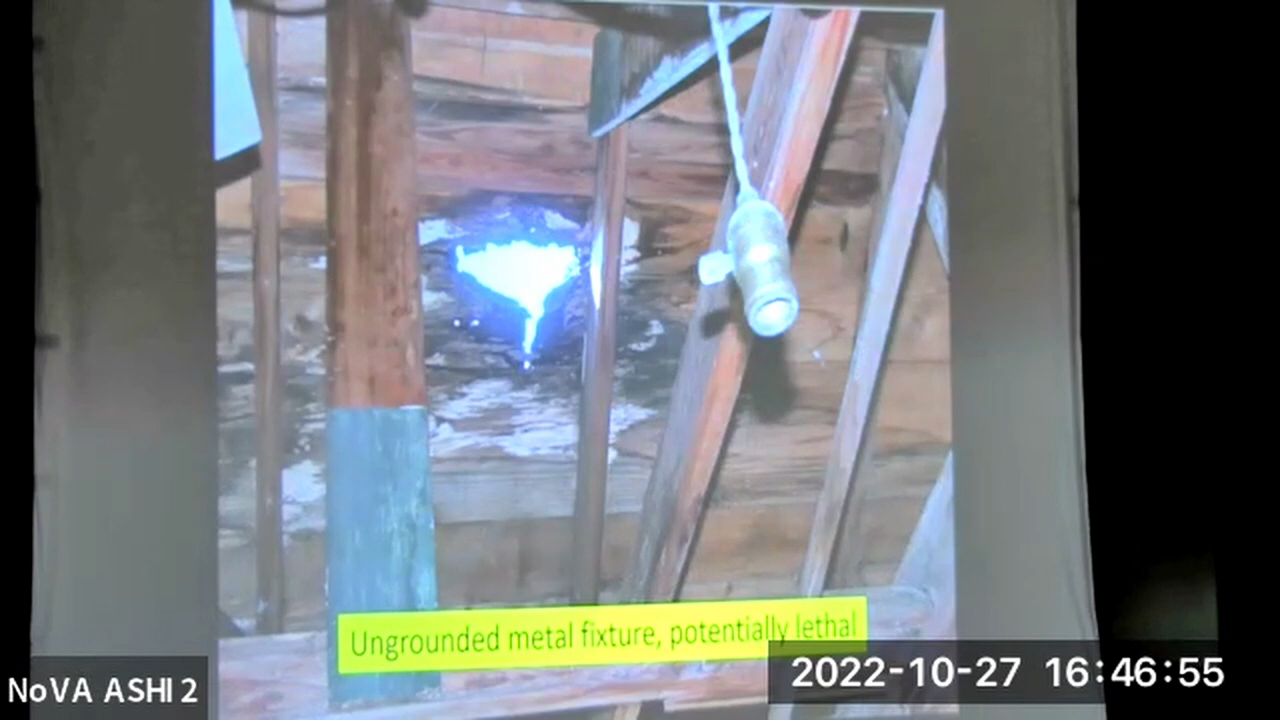 Ungrounded metal fixture, potentially lethal
NoVA ASHI 2
2022-10-27 16:46:55